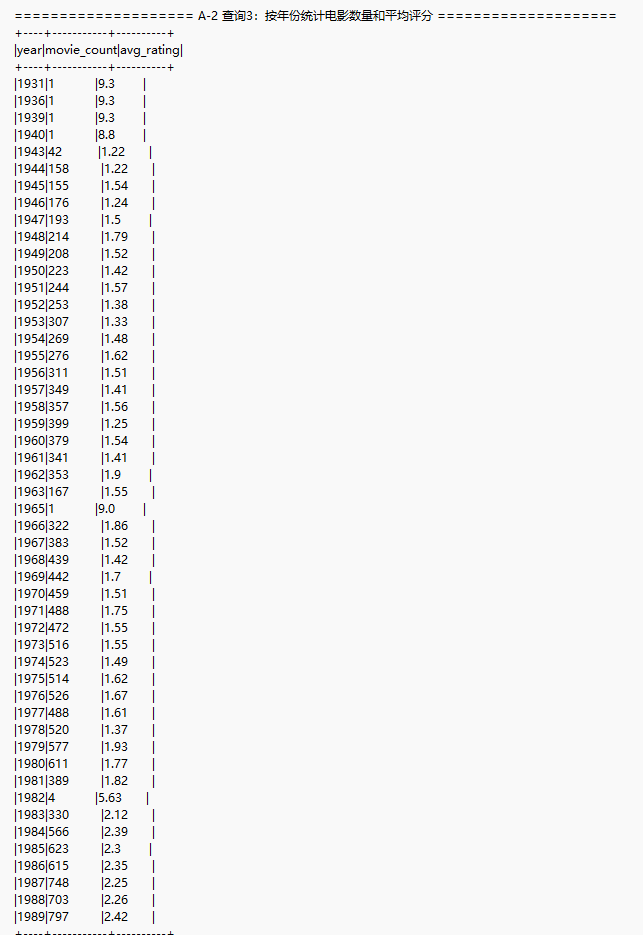 ==================== A-2 查询3：按年份统计电影数量和平均评分 ====================
+----+-----------+----------+
|year|movie_count|avg_rating|
+----+-----------+----------+
|1931|1          |9.3       |
|1936|1          |9.3       |
|1939|1          |9.3       |
|1940|1          |8.8       |
|1943|42         |1.22      |
|1944|158        |1.22      |
|1945|155        |1.54      |
|1946|176        |1.24      |
|1947|193        |1.5       |
|1948|214        |1.79      |
|1949|208        |1.52      |
|1950|223        |1.42      |
|1951|244        |1.57      |
|1952|253        |1.38      |
|1953|307        |1.33      |
|1954|269        |1.48      |
|1955|276        |1.62      |
|1956|311        |1.51      |
|1957|349        |1.41      |
|1958|357        |1.56      |
|1959|399        |1.25      |
|1960|379        |1.54      |
|1961|341        |1.41      |
|1962|353        |1.9       |
|1963|167        |1.55      |
|1965|1          |9.0       |
|1966|322        |1.86      |
|1967|383        |1.52      |
|1968|439        |1.42      |
|1969|442        |1.7       |
|1970|459        |1.51      |
|1971|488        |1.75      |
|1972|472        |1.55      |
|1973|516        |1.55      |
|1974|523        |1.49      |
|1975|514        |1.62      |
|1976|526        |1.67      |
|1977|488        |1.61      |
|1978|520        |1.37      |
|1979|577        |1.93      |
|1980|611        |1.77      |
|1981|389        |1.82      |
|1982|4          |5.63      |
|1983|330        |2.12      |
|1984|566        |2.39      |
|1985|623        |2.3       |
|1986|615        |2.35      |
|1987|748        |2.25      |
|1988|703        |2.26      |
|1989|797        |2.42      |
+----+-----------+----------+